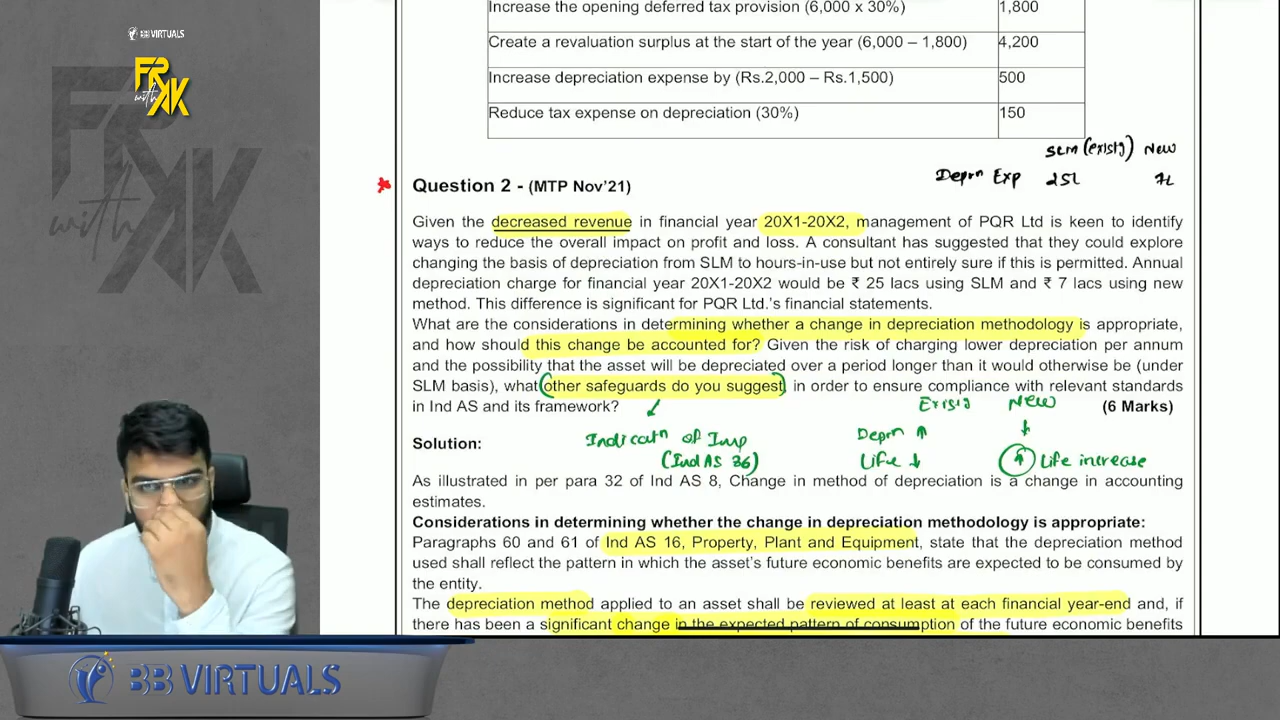 BB VIRTUALS
FR
with
AK
FR AK
with
Increase the opening deferred tax provision (6,000 x 30%) 1,800
Create a revaluation surplus at the start of the year (6,000 – 1,800) 4,200
Increase depreciation expense by (Rs.2,000 – Rs.1,500) 500
Reduce tax expense on depreciation (30%) 150
SLM (existg) New
Deprn Exp 25L 7L
Question 2 - (MTP Nov'21)
Given the decreased revenue in financial year 20X1-20X2, management of PQR Ltd is keen to identify
ways to reduce the overall impact on profit and loss. A consultant has suggested that they could explore
changing the basis of depreciation from SLM to hours-in-use but not entirely sure if this is permitted. Annual
depreciation charge for financial year 20X1-20X2 would be ₹ 25 lacs using SLM and ₹ 7 lacs using new
method. This difference is significant for PQR Ltd.'s financial statements.
What are the considerations in determining whether a change in depreciation methodology is appropriate,
and how should this change be accounted for? Given the risk of charging lower depreciation per annum
and the possibility that the asset will be depreciated over a period longer than it would otherwise be (under
SLM basis), what other safeguards do you suggest in order to ensure compliance with relevant standards
in Ind AS and its framework? (6 Marks)
Existg New
Solution: Indicatn of Imp Deprn ↑ ↓
(Ind AS 36) Life ↓ ↑ Life increase
As illustrated in per para 32 of Ind AS 8, Change in method of depreciation is a change in accounting
estimates.
Considerations in determining whether the change in depreciation methodology is appropriate:
Paragraphs 60 and 61 of Ind AS 16, Property, Plant and Equipment, state that the depreciation method
used shall reflect the pattern in which the asset's future economic benefits are expected to be consumed by
the entity.
The depreciation method applied to an asset shall be reviewed at least at each financial year-end and, if
there has been a significant change in the expected pattern of consumption of the future economic benefits
BB VIRTUALS